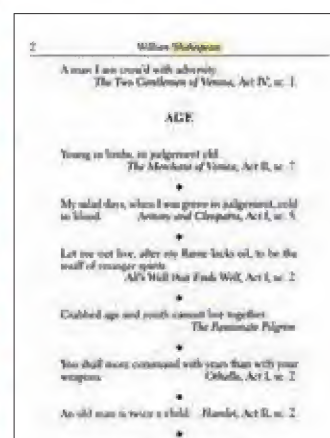 2 William Shakespeare
A man I am cross'd with adversity.
The Two Gentlemen of Verona, Act IV, sc. 1
AGE
Young in limbs, in judgement old.
The Merchant of Venice, Act II, sc. 7
My salad days, when I was green in judgement, cold
in blood. Antony and Cleopatra, Act I, sc. 5
Let me not live, after my flame lacks oil, to be the
snuff of younger spirits.
All's Well that Ends Well, Act I, sc. 2
Crabbed age and youth cannot live together.
The Passionate Pilgrim
You shall more command with years than with your
weapons. Othello, Act I, sc. 2
An old man is twice a child. Hamlet, Act II, sc. 2